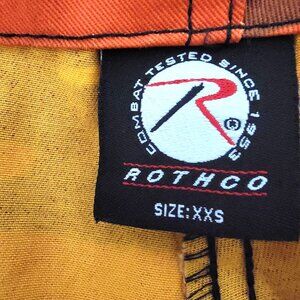 COMBAT TESTED SINCE 1953
R
®
ROTHCO
SIZE: XXS